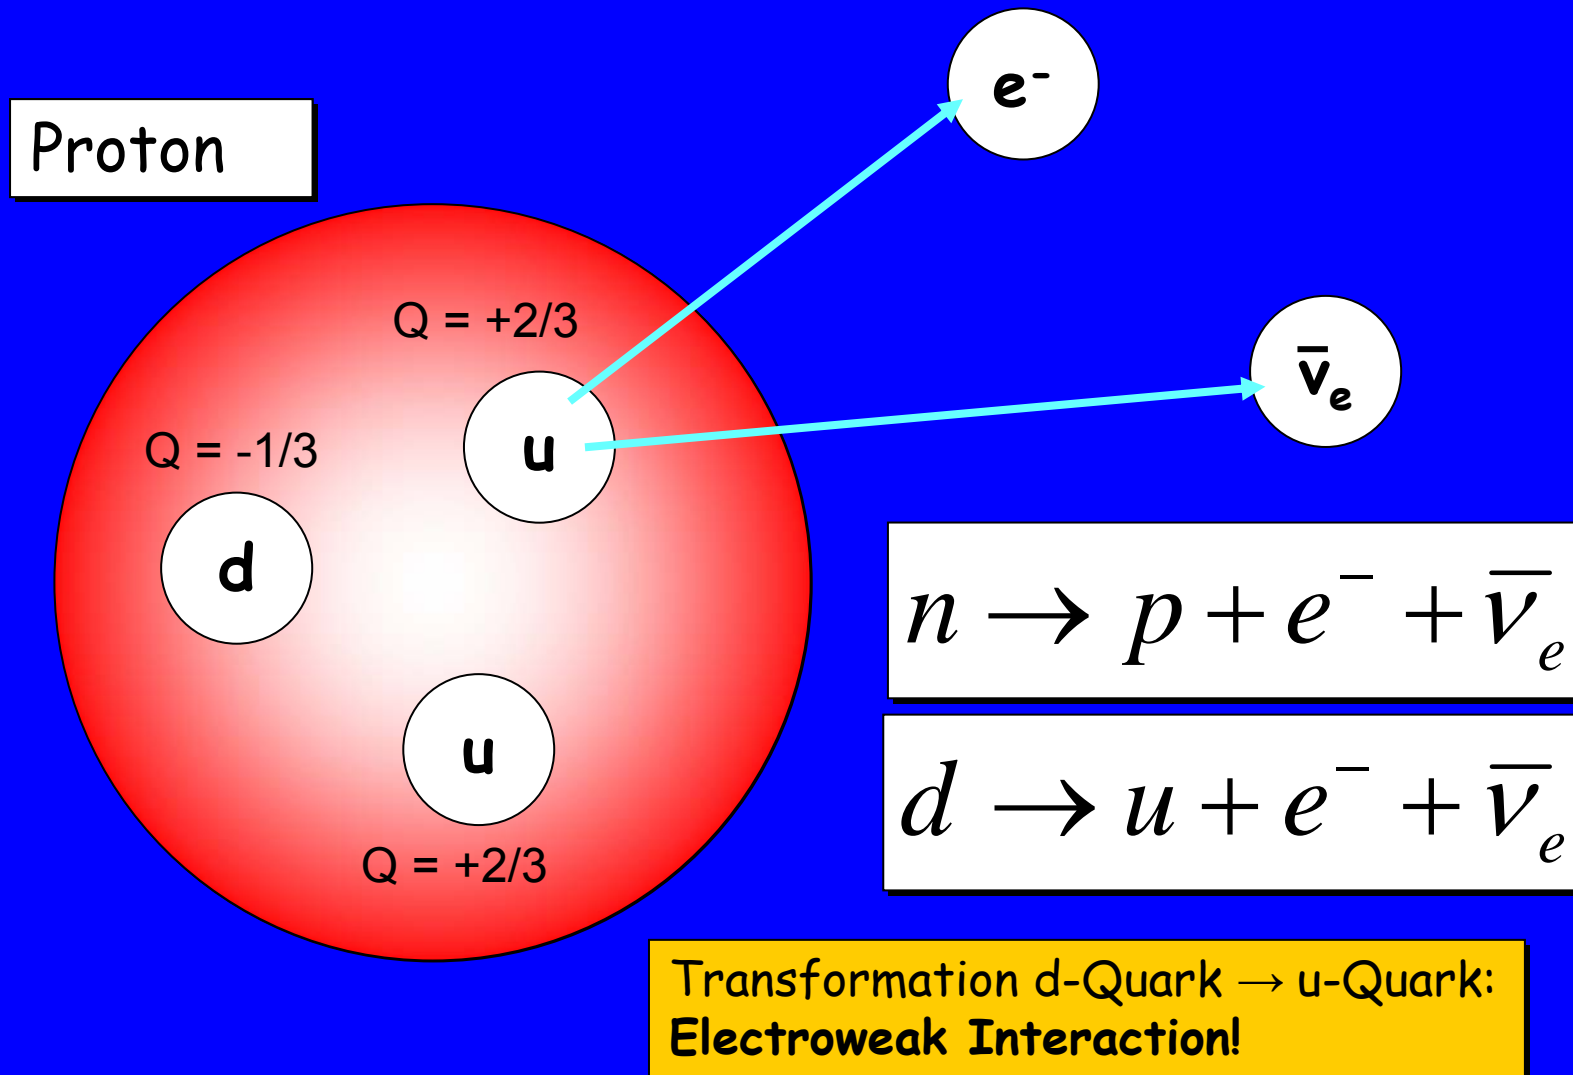 Proton
e⁻
Q = +2/3
u
ν̅ₑ
Q = -1/3
d
u
Q = +2/3
n → p + e⁻ + ν̅ₑ
d → u + e⁻ + ν̅ₑ
Transformation d-Quark → u-Quark:
Electroweak Interaction!